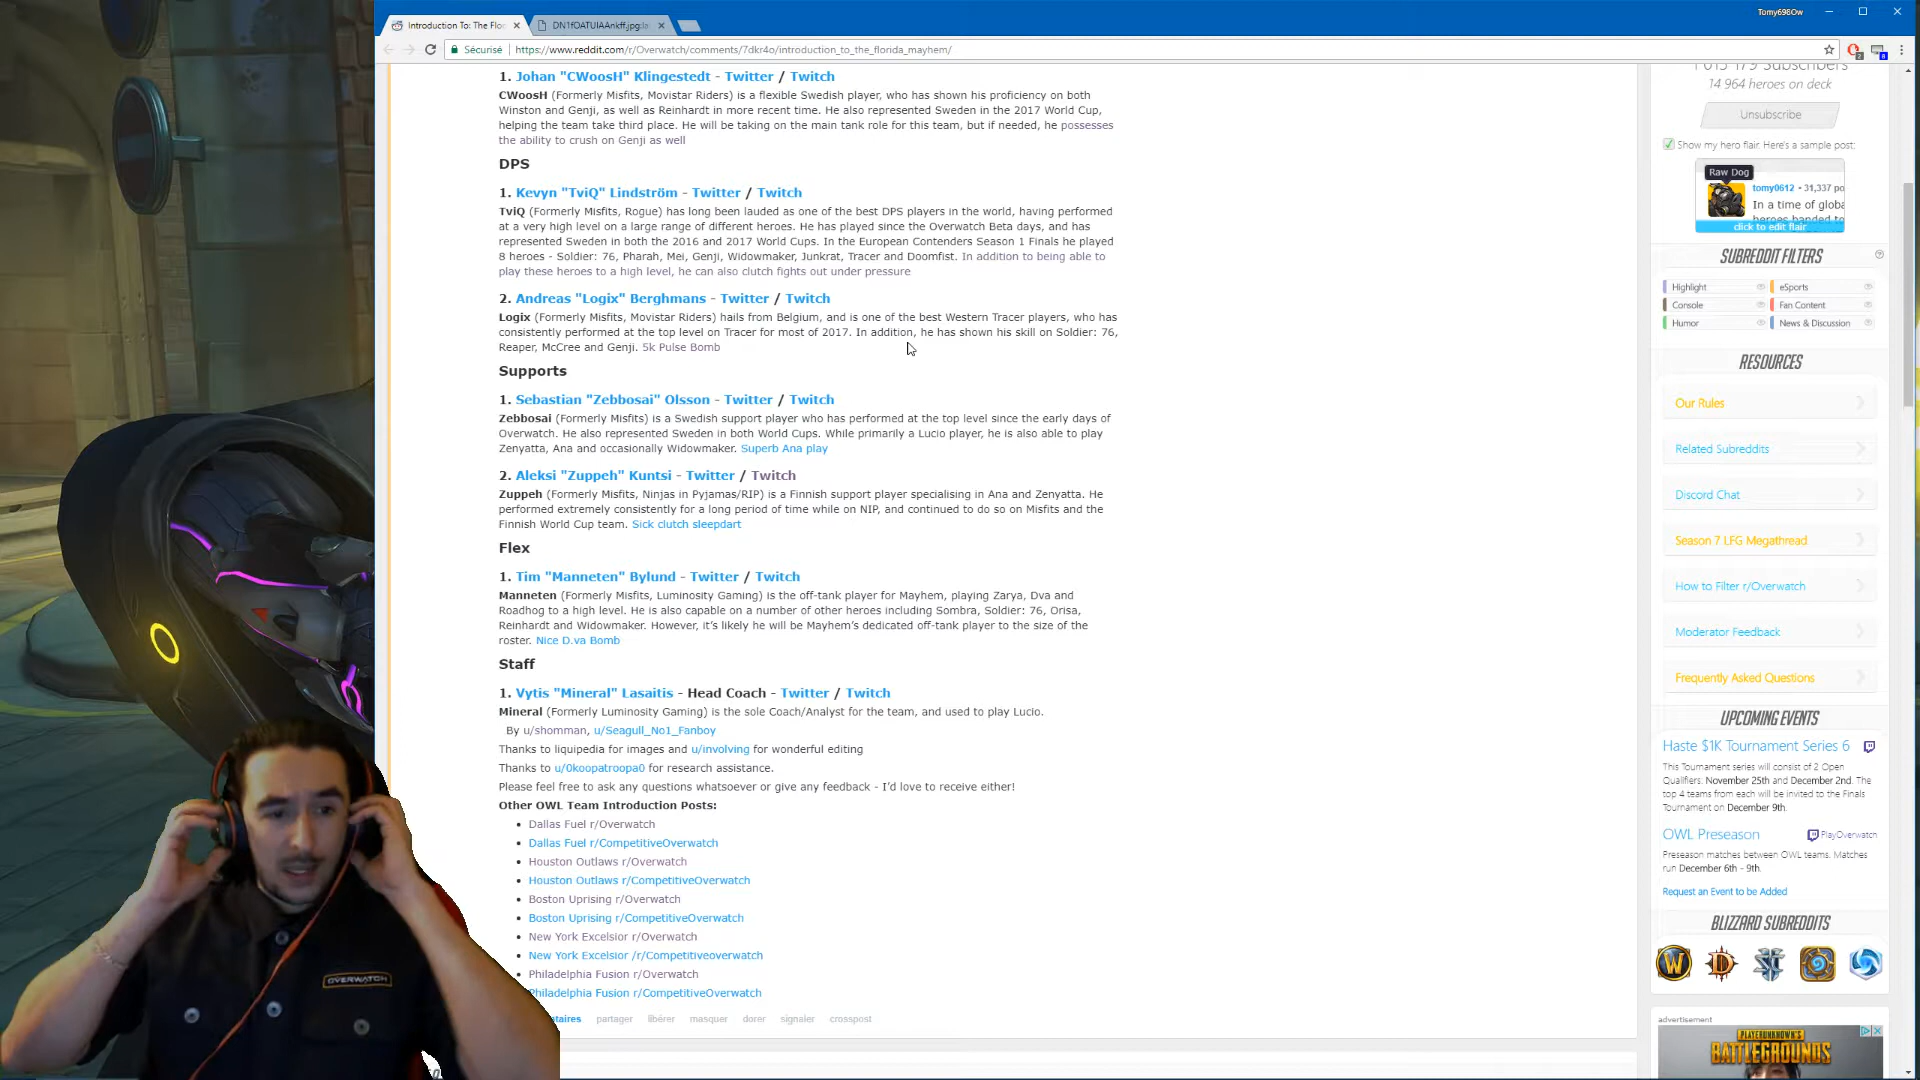 Tomy698Ow
Introduction To: The Flo
DN1fOATUIAAnkff.jpg:la
Sécurisé
https://www.reddit.com/r/Overwatch/comments/7dkr4o/introduction_to_the_florida_mayhem/
1. Johan "CWoosH" Klingestedt - Twitter / Twitch
CWoosH (Formerly Misfits, Movistar Riders) is a flexible Swedish player, who has shown his proficiency on both
Winston and Genji, as well as Reinhardt in more recent time. He also represented Sweden in the 2017 World Cup,
helping the team take third place. He will be taking on the main tank role for this team, but if needed, he possesses
the ability to crush on Genji as well
DPS
1. Kevyn "TviQ" Lindström - Twitter / Twitch
TviQ (Formerly Misfits, Rogue) has long been lauded as one of the best DPS players in the world, having performed
at a very high level on a large range of different heroes. He has played since the Overwatch Beta days, and has
represented Sweden in both the 2016 and 2017 World Cups. In the European Contenders Season 1 Finals he played
8 heroes - Soldier: 76, Pharah, Mei, Genji, Widowmaker, Junkrat, Tracer and Doomfist. In addition to being able to
play these heroes to a high level, he can also clutch fights out under pressure
2. Andreas "Logix" Berghmans - Twitter / Twitch
Logix (Formerly Misfits, Movistar Riders) hails from Belgium, and is one of the best Western Tracer players, who has
consistently performed at the top level on Tracer for most of 2017. In addition, he has shown his skill on Soldier: 76,
Reaper, McCree and Genji. 5k Pulse Bomb
Supports
1. Sebastian "Zebbosai" Olsson - Twitter / Twitch
Zebbosai (Formerly Misfits) is a Swedish support player who has performed at the top level since the early days of
Overwatch. He also represented Sweden in both World Cups. While primarily a Lucio player, he is also able to play
Zenyatta, Ana and occasionally Widowmaker. Superb Ana play
2. Aleksi "Zuppeh" Kuntsi - Twitter / Twitch
Zuppeh (Formerly Misfits, Ninjas in Pyjamas/RIP) is a Finnish support player specialising in Ana and Zenyatta. He
performed extremely consistently for a long period of time while on NIP, and continued to do so on Misfits and the
Finnish World Cup team. Sick clutch sleepdart
Flex
1. Tim "Manneten" Bylund - Twitter / Twitch
Manneten (Formerly Misfits, Luminosity Gaming) is the off-tank player for Mayhem, playing Zarya, Dva and
Roadhog to a high level. He is also capable on a number of other heroes including Sombra, Soldier: 76, Orisa,
Reinhardt and Widowmaker. However, it's likely he will be Mayhem's dedicated off-tank player to the size of the
roster. Nice D.va Bomb
Staff
1. Vytis "Mineral" Lasaitis - Head Coach - Twitter / Twitch
Mineral (Formerly Luminosity Gaming) is the sole Coach/Analyst for the team, and used to play Lucio.
By u/shomman, u/Seagull_No1_Fanboy
Thanks to liquipedia for images and u/involving for wonderful editing
Thanks to u/0koopatroopa0 for research assistance.
Please feel free to ask any questions whatsoever or give any feedback - I'd love to receive either!
Other OWL Team Introduction Posts:
Dallas Fuel r/Overwatch
Dallas Fuel r/CompetitiveOverwatch
Houston Outlaws r/Overwatch
Houston Outlaws r/CompetitiveOverwatch
Boston Uprising r/Overwatch
Boston Uprising r/CompetitiveOverwatch
New York Excelsior r/Overwatch
New York Excelsior /r/Competitiveoverwatch
Philadelphia Fusion r/Overwatch
Philadelphia Fusion r/CompetitiveOverwatch
taires partager libérer masquer dorer signaler crosspost
OVERWATCH
1 015 179 Subscribers
14 964 heroes on deck
Unsubscribe
Show my hero flair. Here's a sample post:
Raw Dog
tomy0612 • 31,337 po
In a time of globa
heroes banded to
click to edit flair
SUBREDDIT FILTERS
Highlight
eSports
Console
Fan Content
Humor
News & Discussion
RESOURCES
Our Rules
Related Subreddits
Discord Chat
Season 7 LFG Megathread
How to Filter r/Overwatch
Moderator Feedback
Frequently Asked Questions
UPCOMING EVENTS
Haste $1K Tournament Series 6
This Tournament series will consist of 2 Open
Qualifiers: November 25th and December 2nd. The
top 4 teams from each will be invited to the Finals
Tournament on December 9th.
OWL Preseason
PlayOverwatch
Preseason matches between OWL teams. Matches
run December 6th - 9th.
Request an Event to be Added
BLIZZARD SUBREDDITS
advertisement
PLAYERUNKNOWN'S
BATTLEGROUNDS